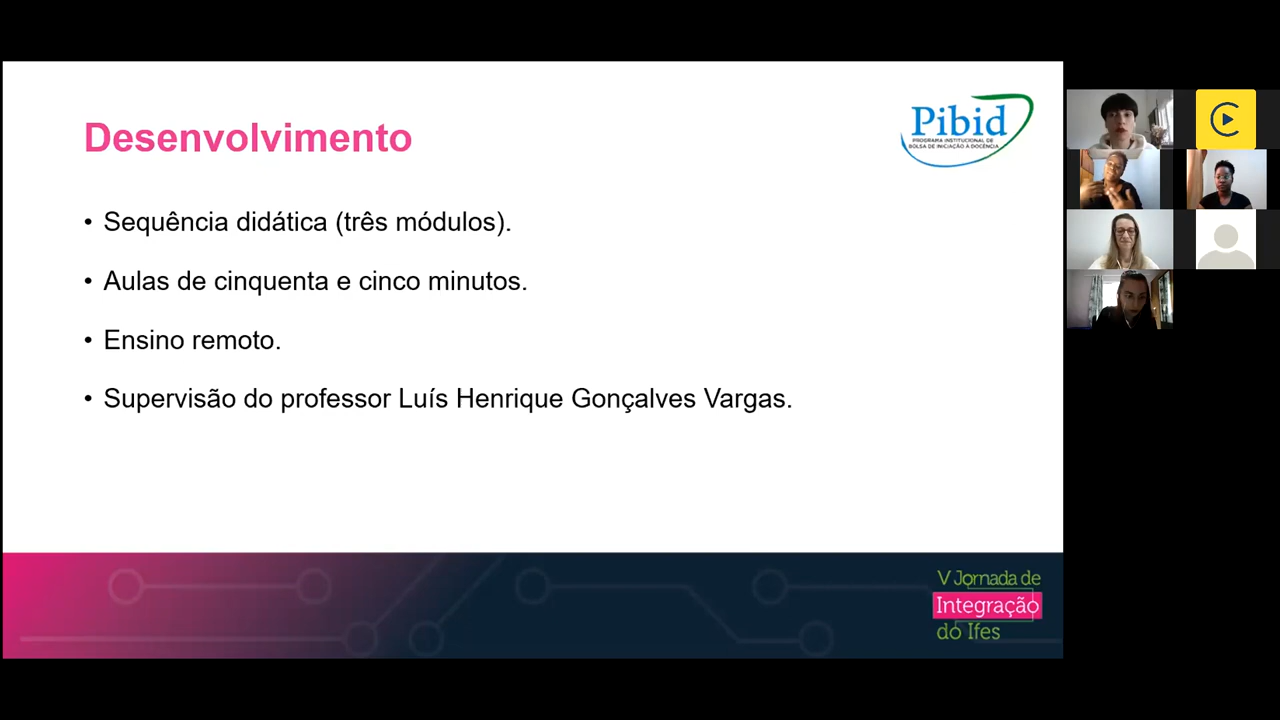 Desenvolvimento
Pibid
PROGRAMA INSTITUCIONAL DE
BOLSA DE INICIAÇÃO À DOCÊNCIA
• Sequência didática (três módulos).
• Aulas de cinquenta e cinco minutos.
• Ensino remoto.
• Supervisão do professor Luís Henrique Gonçalves Vargas.
V Jornada de
Integração
do Ifes